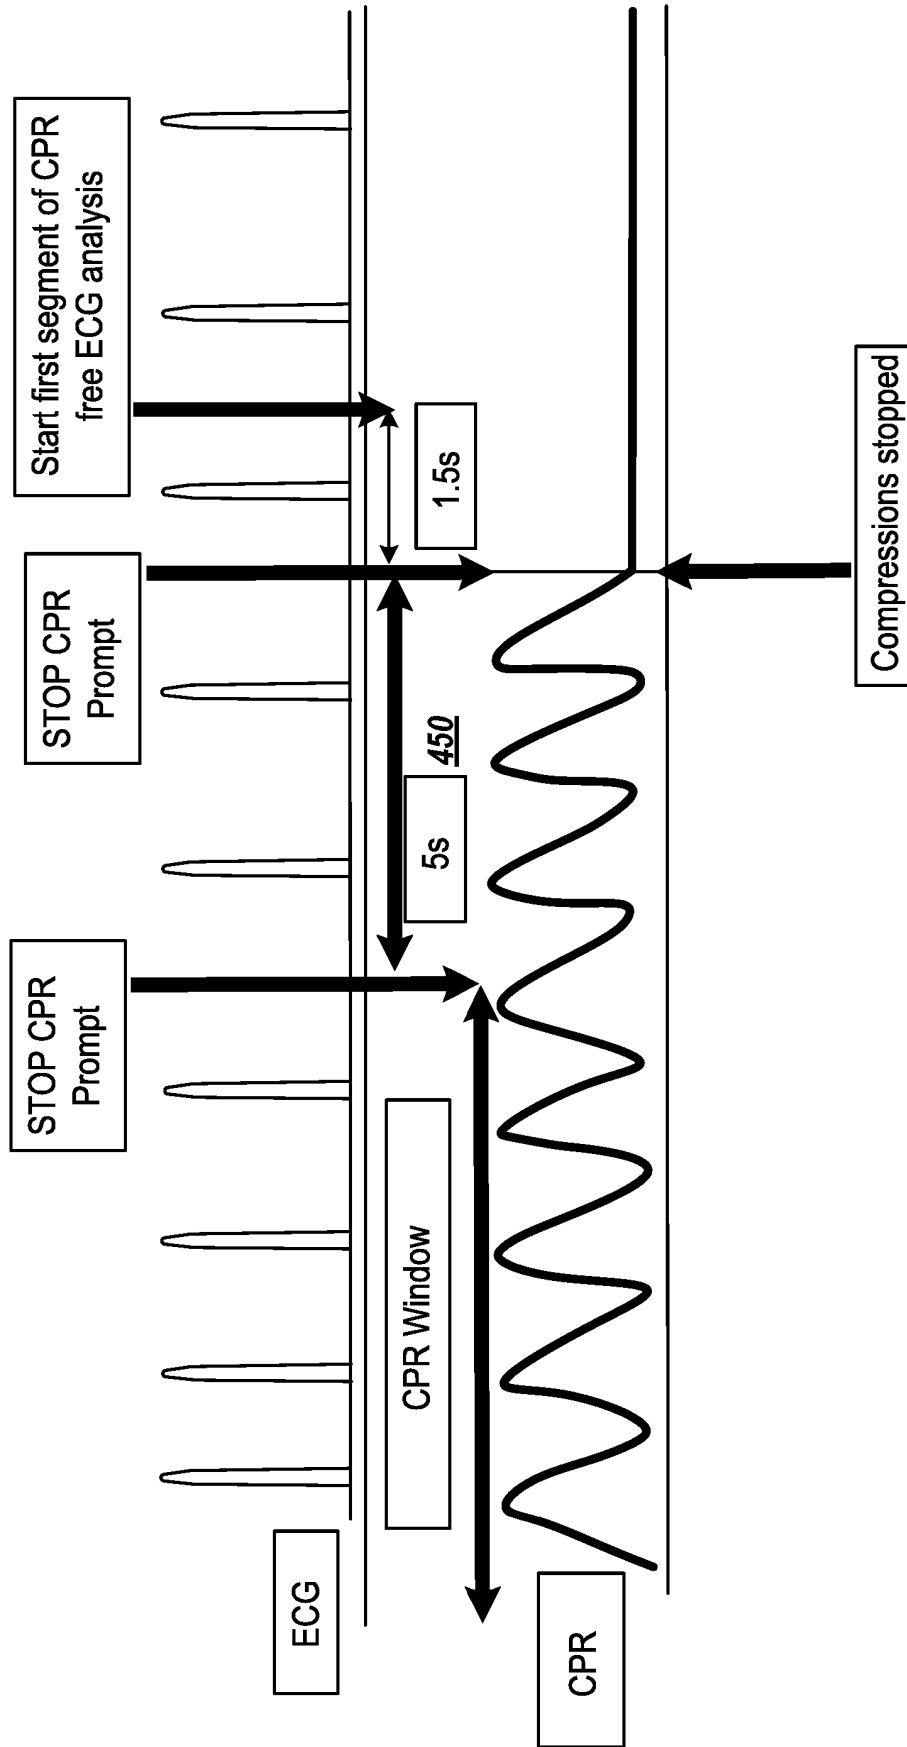 STOP CPR
Prompt
STOP CPR
Prompt
Start first segment of CPR
free ECG analysis
ECG
CPR Window
5s
450
1.5s
CPR
Compressions stopped